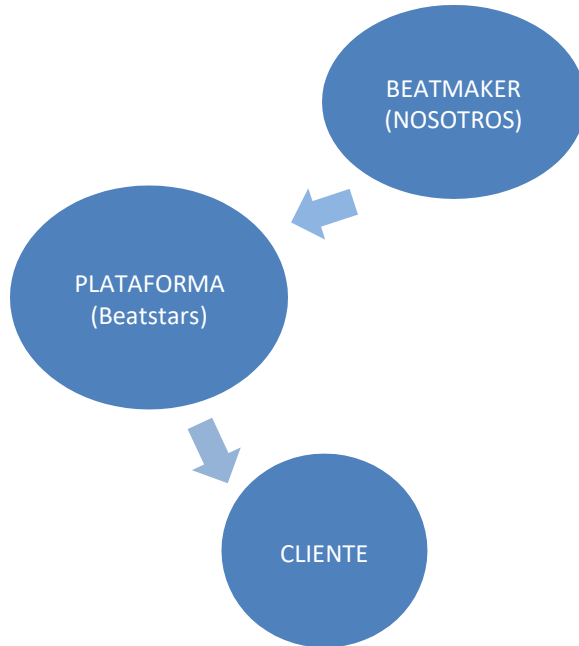 BEATMAKER
(NOSOTROS)
PLATAFORMA
(Beatstars)
CLIENTE